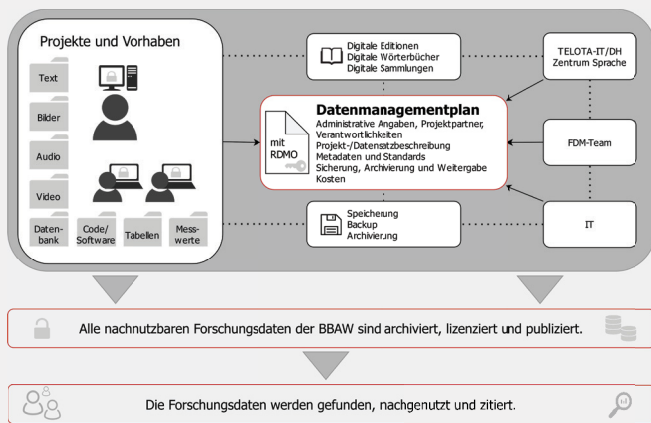 Projekte und Vorhaben
Text
Bilder
Audio
Video
Daten-
bank
Code/
Software
Tabellen
Mess-
werte
Digitale Editionen
Digitale Wörterbücher
Digitale Sammlungen
mit
RDMO
Datenmanagementplan
Administrative Angaben, Projektpartner,
Verantwortlichkeiten
Projekt-/Datensatzbeschreibung
Metadaten und Standards
Sicherung, Archivierung und Weitergabe
Kosten
Speicherung
Backup
Archivierung
TELOTA-IT/DH
Zentrum Sprache
FDM-Team
IT
Alle nachnutzbaren Forschungsdaten der BBAW sind archiviert, lizenziert und publiziert.
Die Forschungsdaten werden gefunden, nachgenutzt und zitiert.